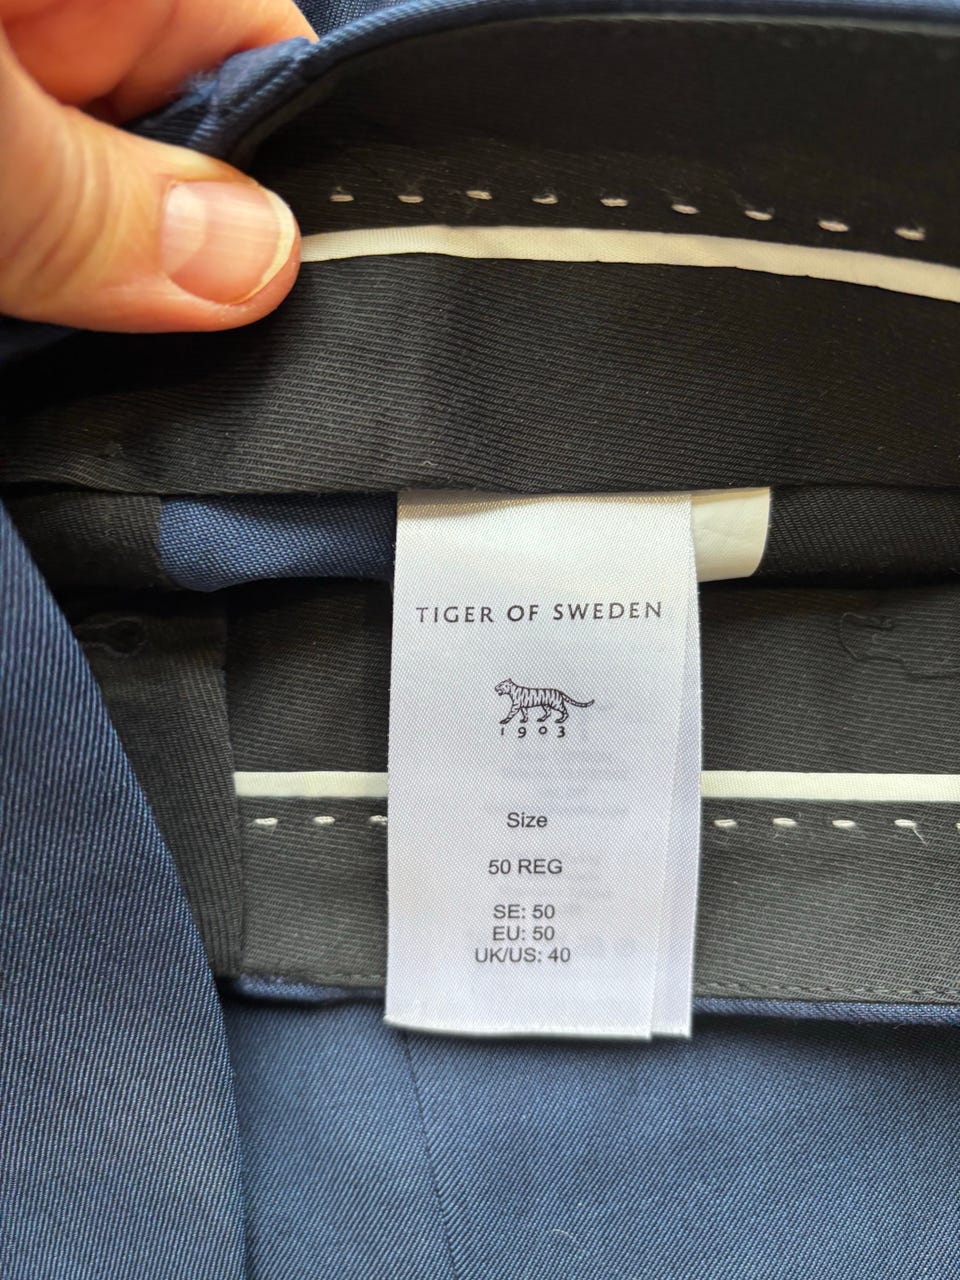 TIGER OF SWEDEN
1903
Size
50 REG
SE: 50
EU: 50
UK/US: 40